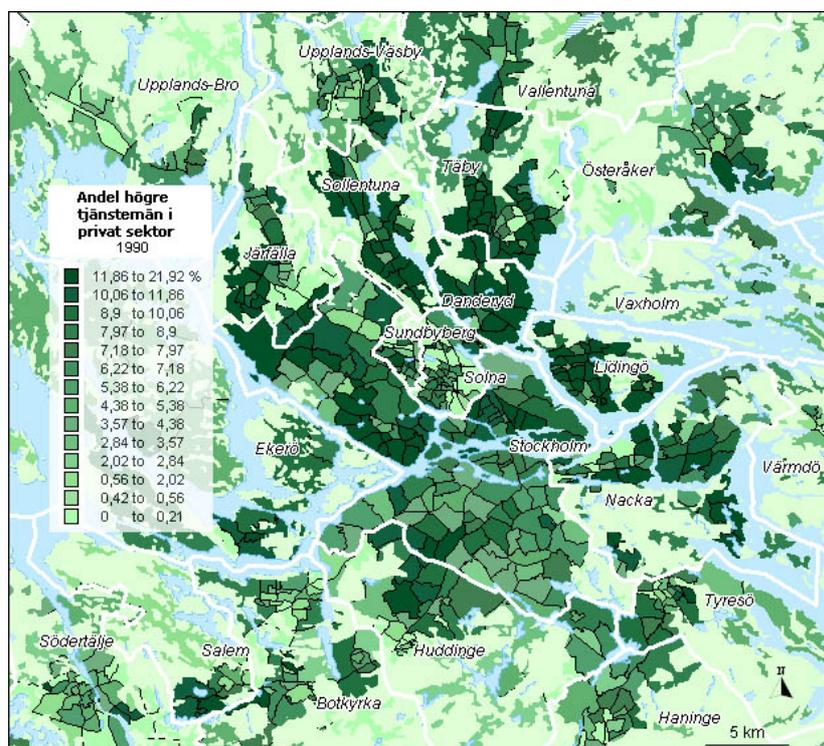 Upplands-Väsby
Upplands-Bro
Vallentuna
Täby
Österåker
Sollentuna
Andel högre
tjänstemän i
privat sektor
1990
11,86 to 21,92 %
10,06 to 11,86
8,9 to 10,06
7,97 to 8,9
7,18 to 7,97
6,22 to 7,18
5,38 to 6,22
4,38 to 5,38
3,57 to 4,38
2,84 to 3,57
2,02 to 2,84
0,56 to 2,02
0,42 to 0,56
0 to 0,21
Järfälla
Danderyd
Vaxholm
Sundbyberg
Solna
Lidingö
Ekerö
Stockholm
Värmdö
Nacka
Tyresö
Södertälje
Salem
Huddinge
Botkyrka
Haninge
N
5 km